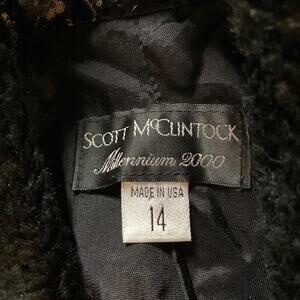 SCOTT McCLINTOCK
Millennium 2000
MADE IN USA
14